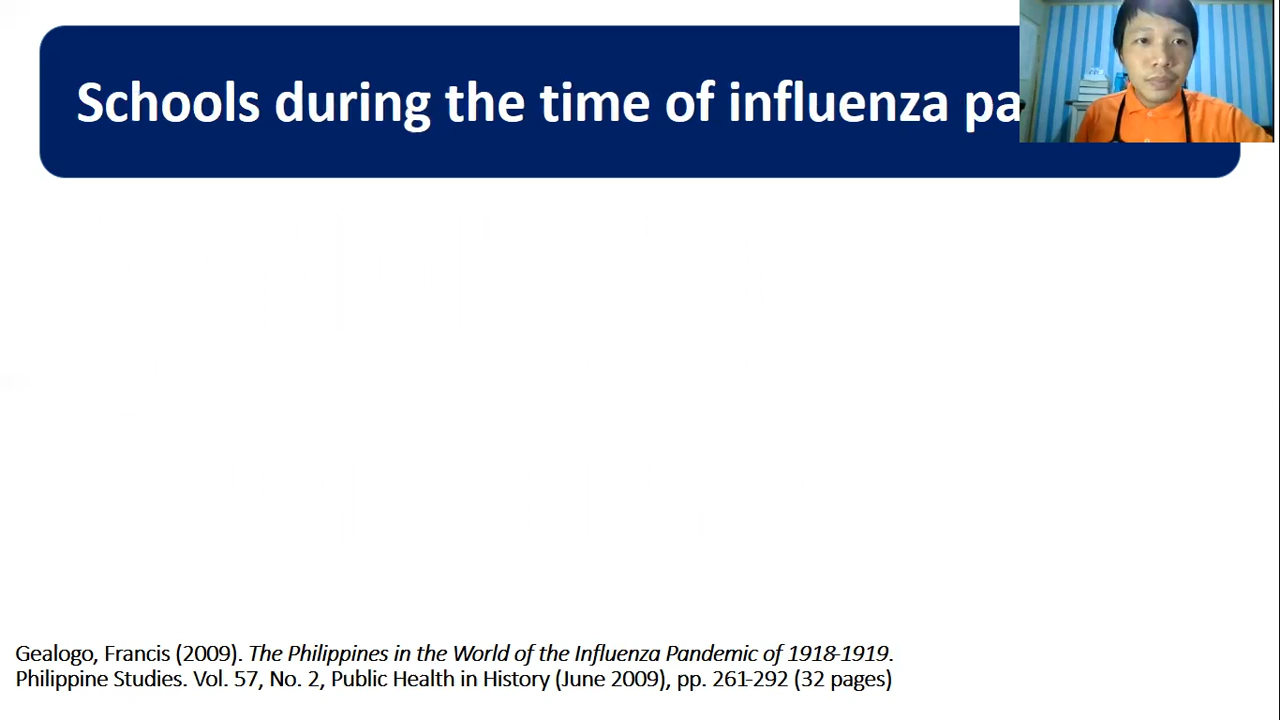 Schools during the time of influenza
Gealogo, Francis (2009). The Philippines in the World of the Influenza Pandemic of 1918-1919.
Philippine Studies. Vol. 57, No. 2, Public Health in History (June 2009), pp. 261-292 (32 pages)